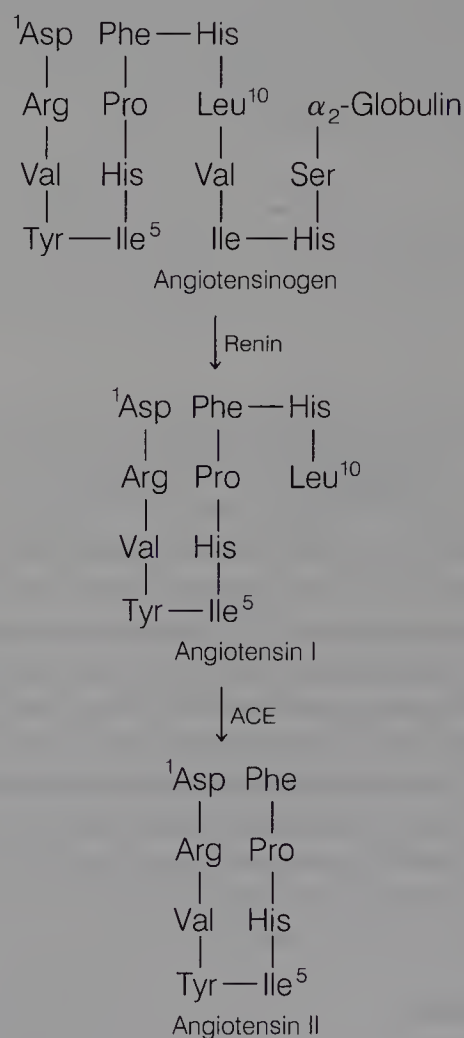 ¹Asp Phe — His
Arg Pro Leu¹⁰ α₂-Globulin
Val His Val Ser
Tyr — Ile⁵ Ile — His
Angiotensinogen
Renin
¹Asp Phe — His
Arg Pro Leu¹⁰
Val His
Tyr — Ile⁵
Angiotensin I
ACE
¹Asp Phe
Arg Pro
Val His
Tyr — Ile⁵
Angiotensin II